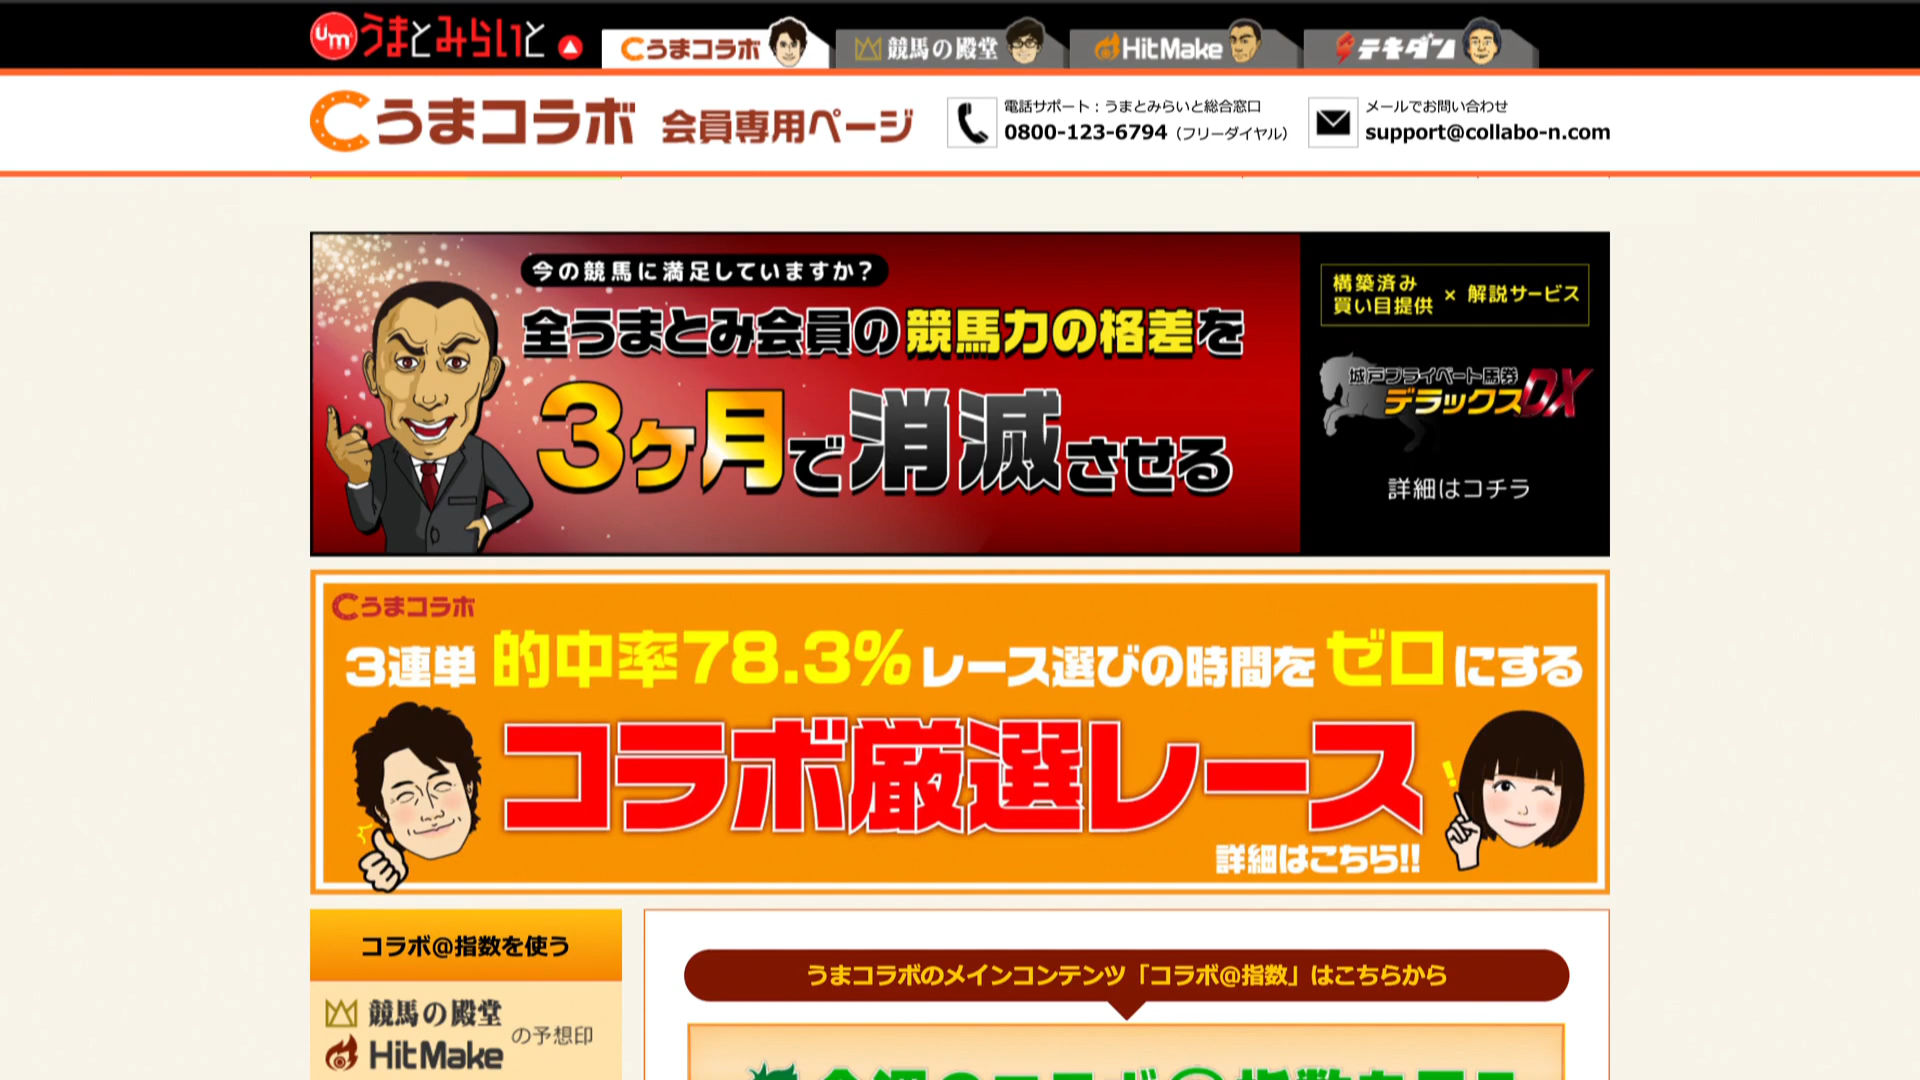 Um うまとみらいと
うまコラボ
競馬の殿堂
HitMake
テキダン
うまコラボ 会員専用ページ
電話サポート：うまとみらいと総合窓口
0800-123-6794（フリーダイヤル）
メールでお問い合わせ
support@collabo-n.com
今の競馬に満足していますか？
全うまとみ会員の競馬力の格差を
3ヶ月で消滅させる
構築済み
買い目提供 × 解説サービス
城戸プライベート馬券
デラックスDX
詳細はコチラ
うまコラボ
3連単 的中率78.3% レース選びの時間を ゼロ にする
コラボ厳選レース
詳細はこちら!!
コラボ@指数を使う
競馬の殿堂
HitMake
の予想印
うまコラボのメインコンテンツ「コラボ@指数」はこちらから